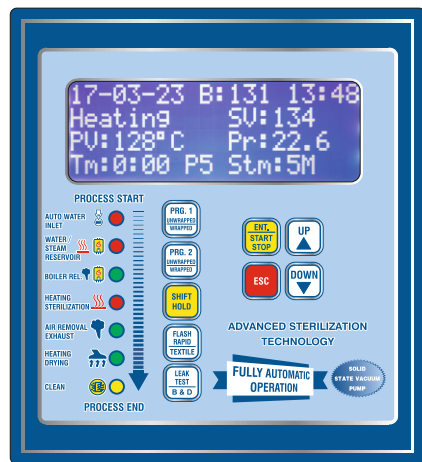 17-03-23 B:131 13:48
Heating SV:134
PV:128°C Pr:22.6
Tm:0:00 P5 Stm:5M
PROCESS START
AUTO WATER
INLET
WATER/
STEAM
RESERVOIR
BOILER REL.
HEATING
STERILIZATION
AIR REMOVAL
EXHAUST
HEATING
DRYING
CLEAN
PROCESS END
PRG. 1
UNWRAPPED
WRAPPED
PRG. 2
UNWRAPPED
WRAPPED
SHIFT
HOLD
FLASH
RAPID
TEXTILE
LEAK
TEST
B & D
ENT.
START
STOP
UP
ESC
DOWN
ADVANCED STERILIZATION
TECHNOLOGY
FULLY AUTOMATIC
OPERATION
SOLID
STATE VACUUM
PUMP